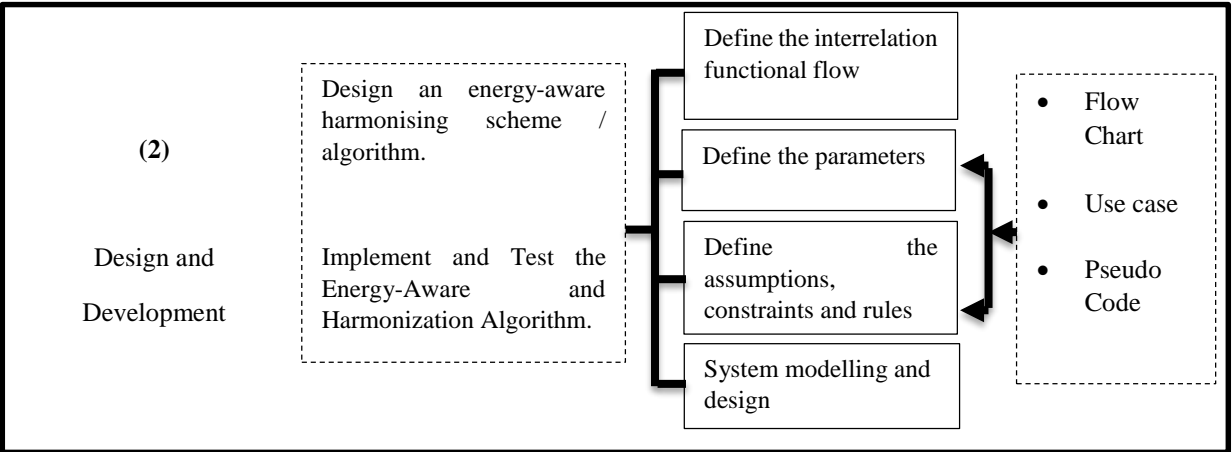 (2)
Design and
Development
Design an energy-aware
harmonising scheme /
algorithm.
Implement and Test the
Energy-Aware and
Harmonization Algorithm.
Define the interrelation
functional flow
Define the parameters
Define the
assumptions,
constraints and rules
System modelling and
design
• Flow
Chart
• Use case
• Pseudo
Code